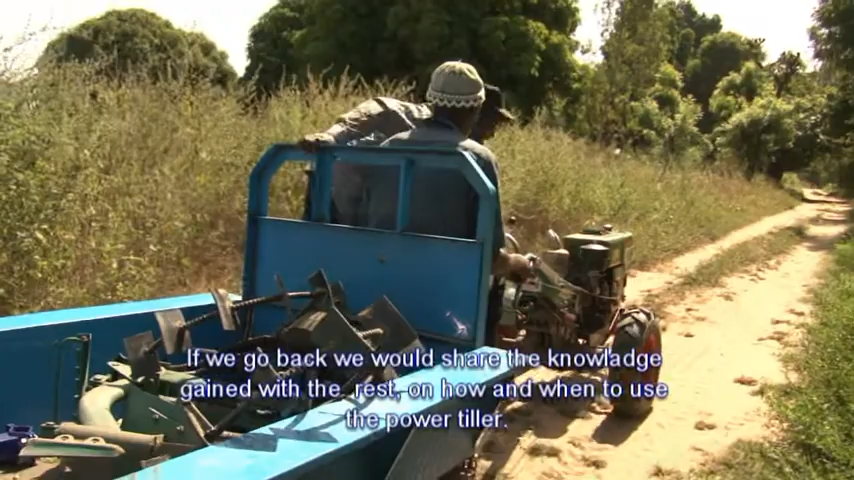 If we go back we would share the knowladge
gained with the rest, on how and when to use
the power tiller.